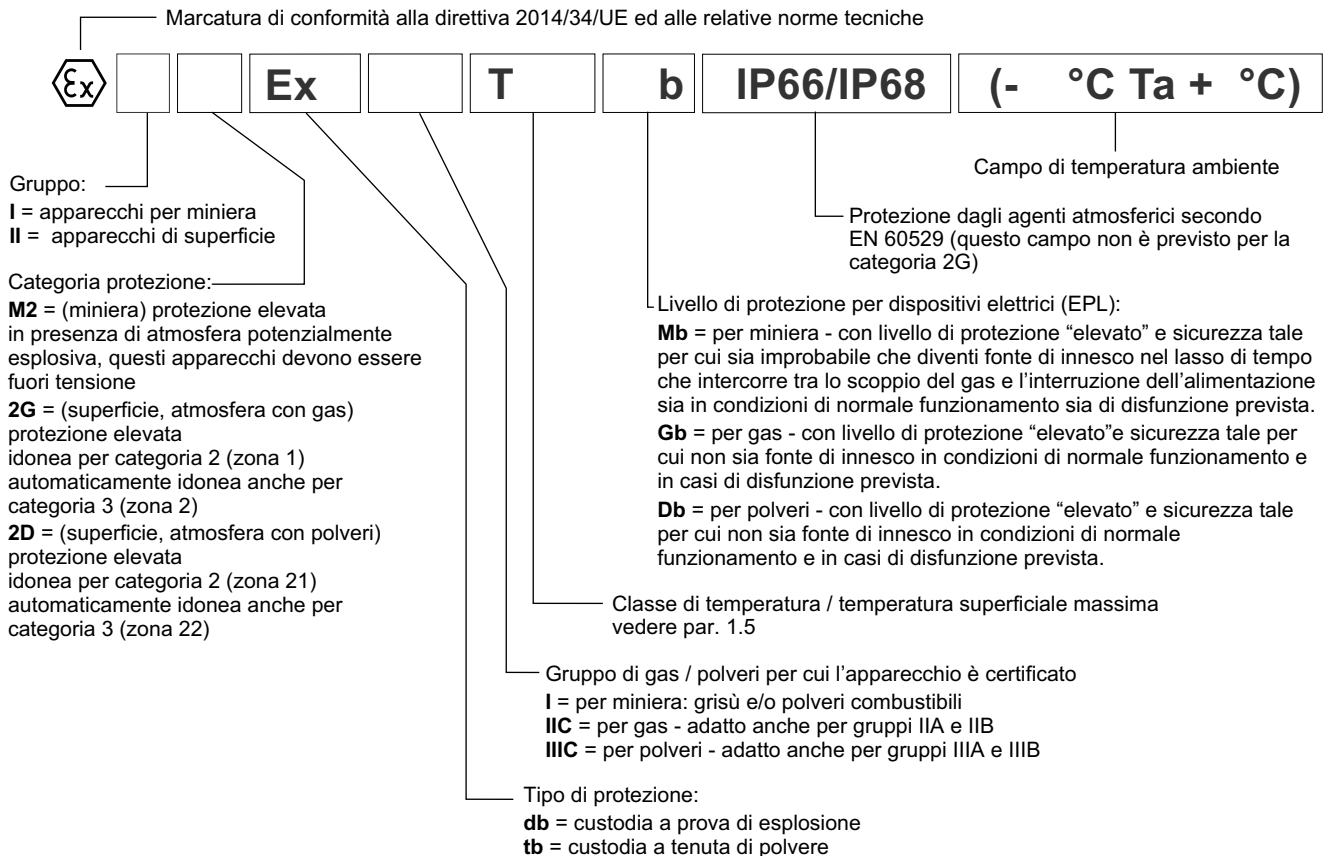 Marcatura di conformità alla direttiva 2014/34/UE ed alle relative norme tecniche
Ex Ex T b IP66/IP68 (- °C Ta + °C)
Gruppo:
I = apparecchi per miniera
II = apparecchi di superficie
Categoria protezione:
M2 = (miniera) protezione elevata
in presenza di atmosfera potenzialmente
esplosiva, questi apparecchi devono essere
fuori tensione
2G = (superficie, atmosfera con gas)
protezione elevata
idonea per categoria 2 (zona 1)
automaticamente idonea anche per
categoria 3 (zona 2)
2D = (superficie, atmosfera con polveri)
protezione elevata
idonea per categoria 2 (zona 21)
automaticamente idonea anche per
categoria 3 (zona 22)
Campo di temperatura ambiente
Protezione dagli agenti atmosferici secondo
EN 60529 (questo campo non è previsto per la
categoria 2G)
Livello di protezione per dispositivi elettrici (EPL):
Mb = per miniera - con livello di protezione “elevato” e sicurezza tale
per cui sia improbabile che diventi fonte di innesco nel lasso di tempo
che intercorre tra lo scoppio del gas e l'interruzione dell'alimentazione
sia in condizioni di normale funzionamento sia di disfunzione prevista.
Gb = per gas - con livello di protezione “elevato”e sicurezza tale per
cui non sia fonte di innesco in condizioni di normale funzionamento e
in casi di disfunzione prevista.
Db = per polveri - con livello di protezione “elevato” e sicurezza tale
per cui non sia fonte di innesco in condizioni di normale
funzionamento e in casi di disfunzione prevista.
Classe di temperatura / temperatura superficiale massima
vedere par. 1.5
Gruppo di gas / polveri per cui l'apparecchio è certificato
I = per miniera: grisù e/o polveri combustibili
IIC = per gas - adatto anche per gruppi IIA e IIB
IIIC = per polveri - adatto anche per gruppi IIIA e IIIB
Tipo di protezione:
db = custodia a prova di esplosione
tb = custodia a tenuta di polvere